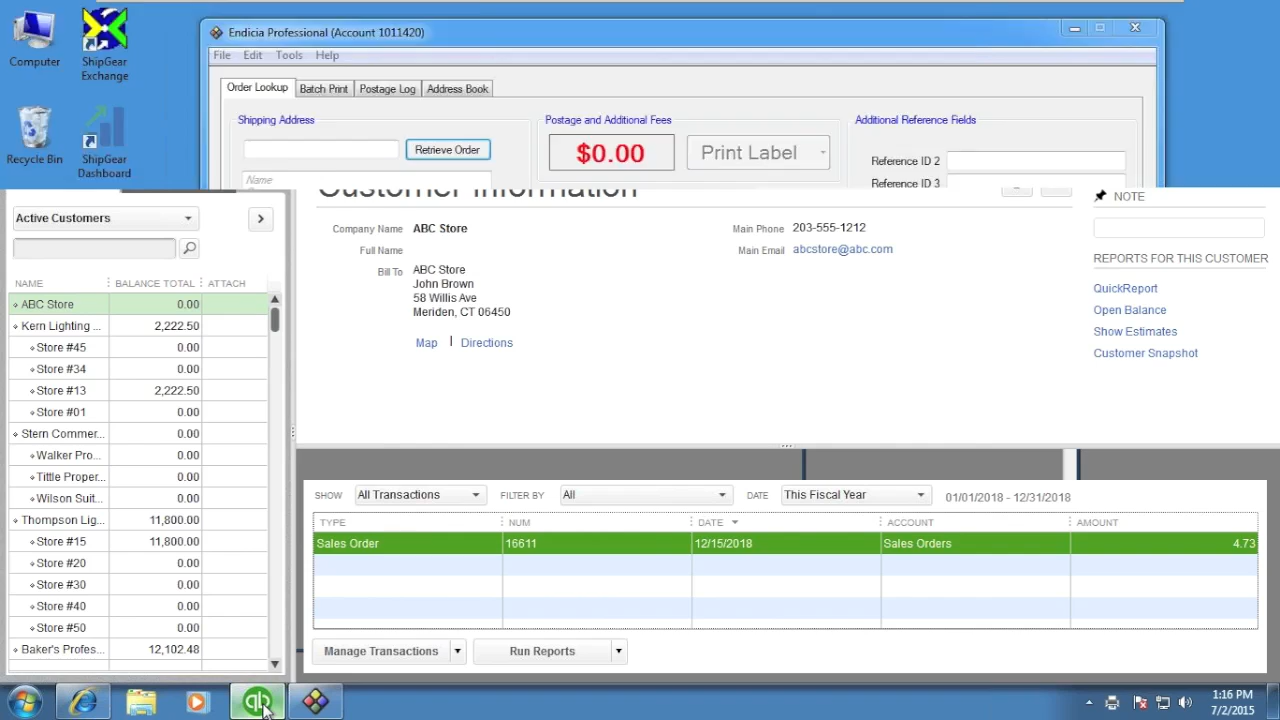 Endicia Professional (Account 1011420)
File Edit Tools Help
Order Lookup Batch Print Postage Log Address Book
Shipping Address
Retrieve Order
Name
Postage and Additional Fees
$0.00
Print Label
Additional Reference Fields
Reference ID 2
Reference ID 3
Computer
ShipGear
Exchange
Recycle Bin
ShipGear
Dashboard
Active Customers
NAME BALANCE TOTAL ATTACH
ABC Store 0.00
Kern Lighting ... 2,222.50
Store #45 0.00
Store #34 0.00
Store #13 2,222.50
Store #01 0.00
Stern Commer... 0.00
Walker Pro... 0.00
Tittle Proper... 0.00
Wilson Suit... 0.00
Thompson Lig... 11,800.00
Store #15 11,800.00
Store #20 0.00
Store #30 0.00
Store #40 0.00
Store #50 0.00
Baker's Profes... 12,102.48
Customer Information
Company Name ABC Store
Full Name
Bill To ABC Store
John Brown
58 Willis Ave
Meriden, CT 06450
Map | Directions
Main Phone 203-555-1212
Main Email abcstore@abc.com
NOTE
REPORTS FOR THIS CUSTOMER
QuickReport
Open Balance
Show Estimates
Customer Snapshot
SHOW All Transactions FILTER BY All DATE This Fiscal Year 01/01/2018 - 12/31/2018
TYPE NUM DATE ACCOUNT AMOUNT
Sales Order 16611 12/15/2018 Sales Orders 4.73
Manage Transactions Run Reports
qb
1:16 PM
7/2/2015